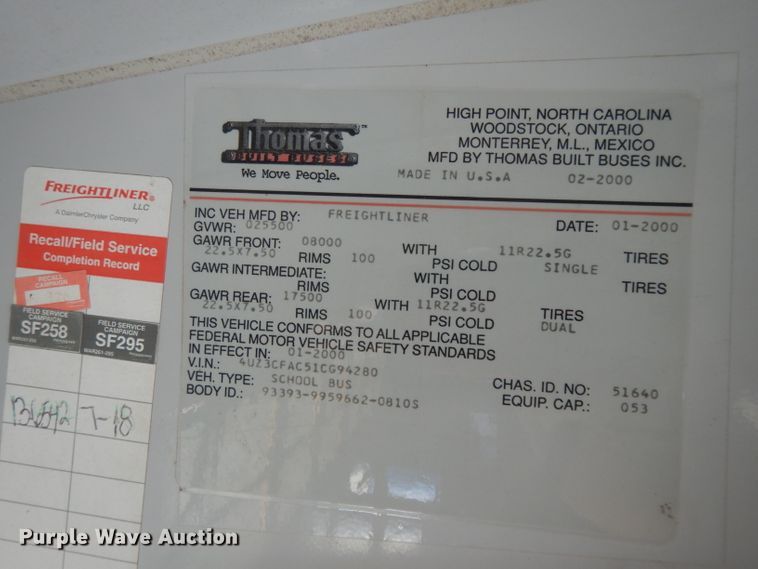 Thomas
BUILT BUSES
We Move People.
HIGH POINT, NORTH CAROLINA
WOODSTOCK, ONTARIO
MONTERREY, M.L., MEXICO
MFD BY THOMAS BUILT BUSES INC.
MADE IN U.S.A 02-2000
INC VEH MFD BY: FREIGHTLINER DATE: 01-2000
GVWR: 025500
GAWR FRONT: 08000 WITH 11R22.5G TIRES
22.5X7.50 RIMS 100 PSI COLD SINGLE
GAWR INTERMEDIATE: WITH TIRES
RIMS PSI COLD
GAWR REAR: 17500 WITH 11R22.5G TIRES
22.5X7.50 RIMS 100 PSI COLD DUAL
THIS VEHICLE CONFORMS TO ALL APPLICABLE
FEDERAL MOTOR VEHICLE SAFETY STANDARDS
IN EFFECT IN: 01-2000
V.I.N.: 4UZ3CFAC51CG94280
VEH. TYPE: SCHOOL BUS CHAS. ID. NO: 51640
BODY ID.: 93393-9959662-0810S EQUIP. CAP.: 053
FREIGHTLINER®
LLC
A DaimlerChrysler Company
Recall/Field Service
Completion Record
RECALL
CAMPAIGN
FIELD SERVICE
CAMPAIGN
SF258
FIELD SERVICE
CAMPAIGN
SF295
7-18
Purple Wave Auction